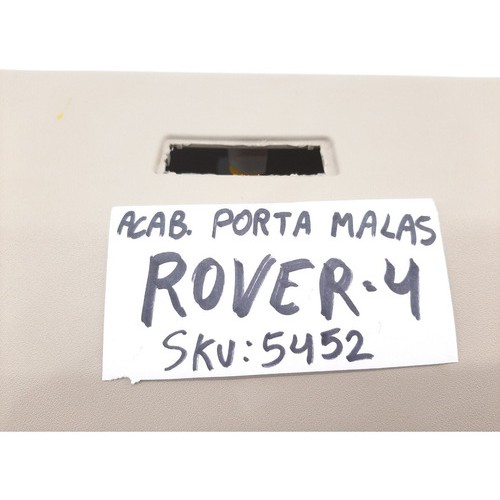 ACAB. PORTA MALAS
ROVER-4
SKU: 5452